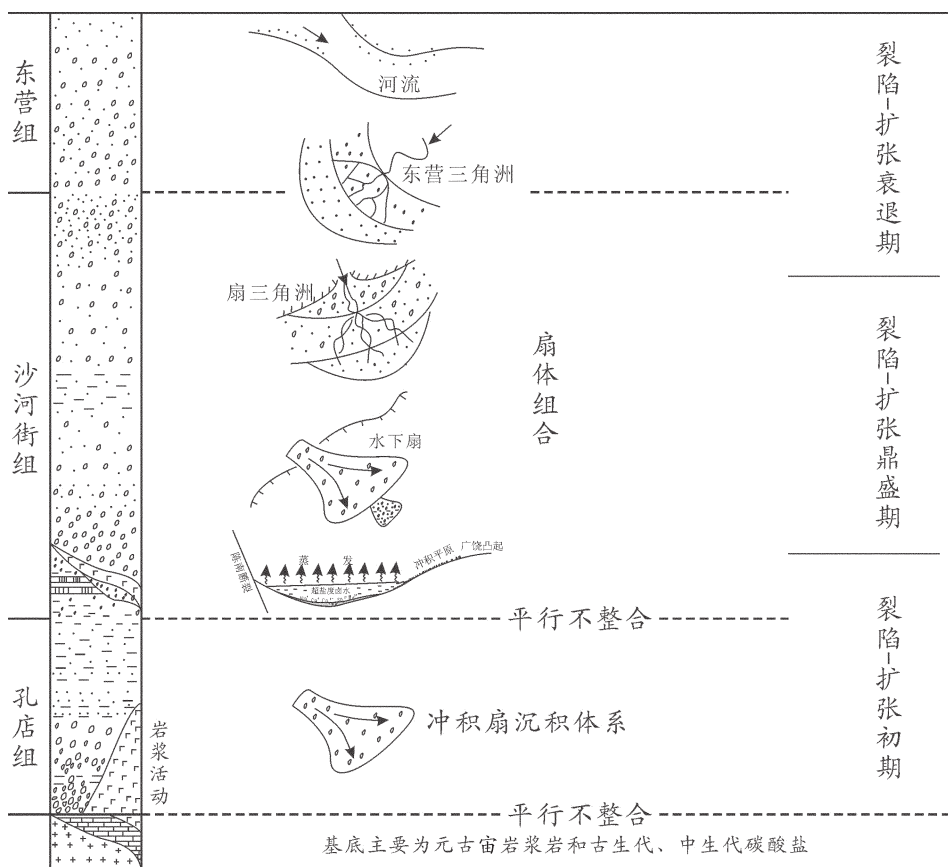 东营组
河流
东营三角洲
裂陷-扩张衰退期
沙河街组
扇三角洲
扇体组合
水下扇
裂陷-扩张鼎盛期
蒸 发
冲积平原
广饶凸起
超盐度卤水
平行不整合
孔店组
岩浆活动
冲积扇沉积体系
裂陷-扩张初期
平行不整合
基底主要为元古宙岩浆岩和古生代、中生代碳酸盐